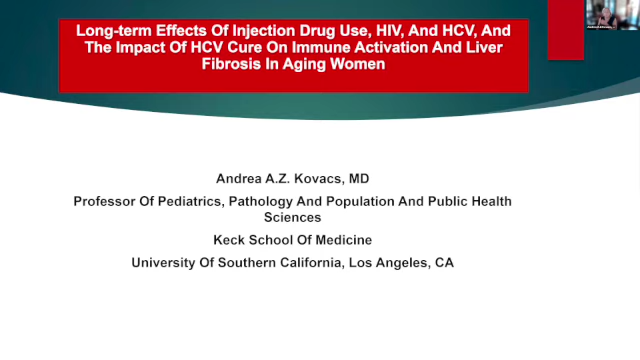 Long-term Effects Of Injection Drug Use, HIV, And HCV, And
The Impact Of HCV Cure On Immune Activation And Liver
Fibrosis In Aging Women
Andrea A.Z. Kovacs, MD
Professor Of Pediatrics, Pathology And Population And Public Health
Sciences
Keck School Of Medicine
University Of Southern California, Los Angeles, CA